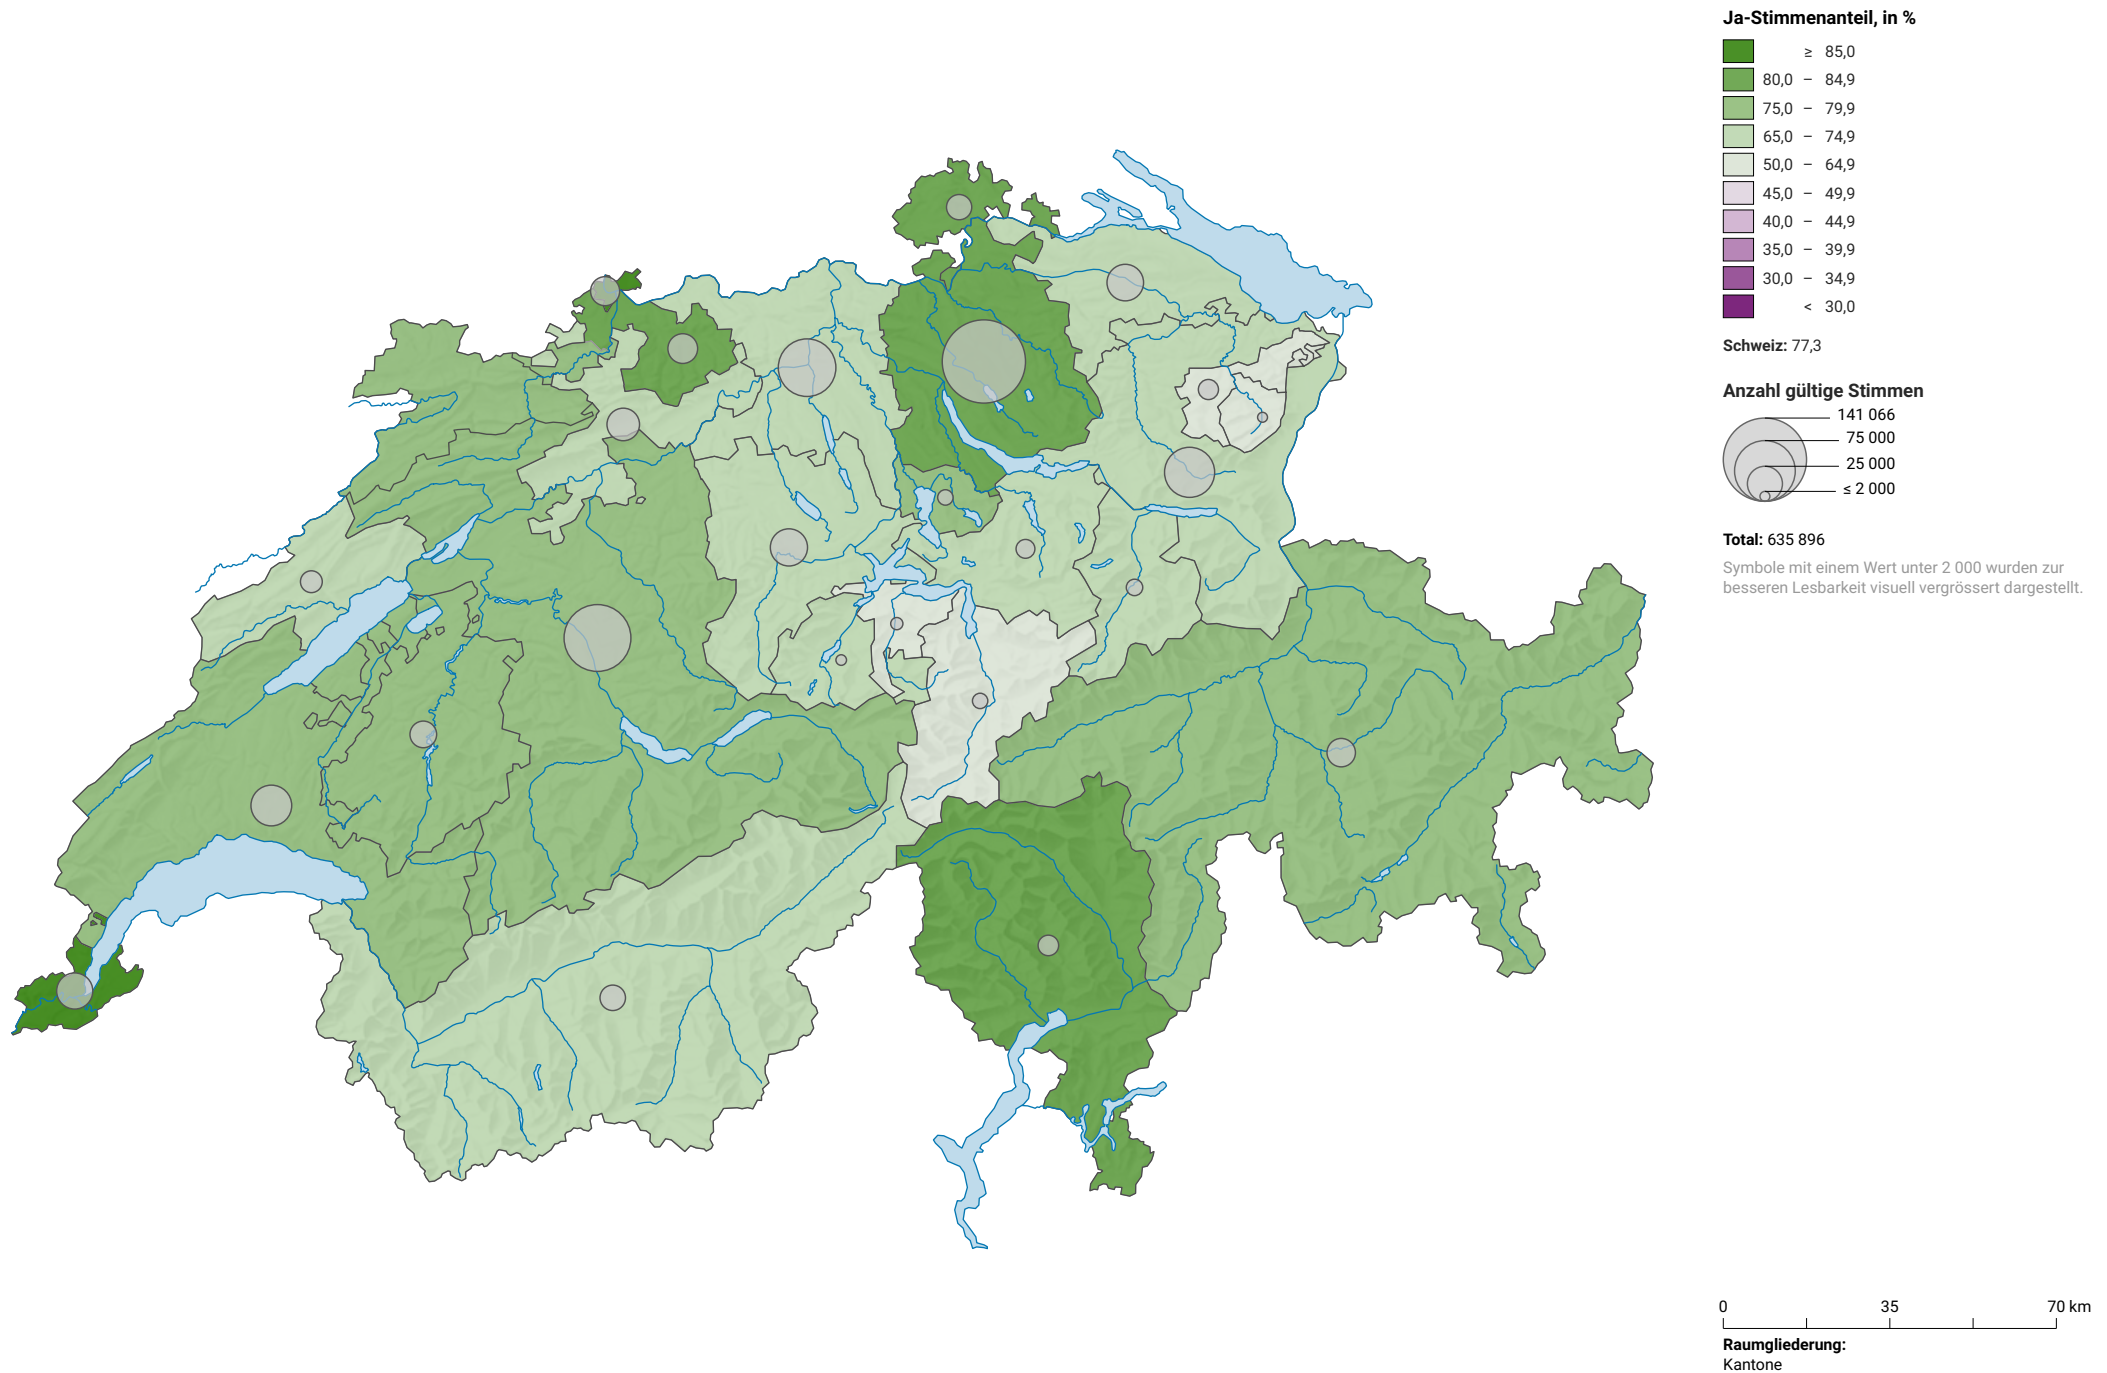 Ja-Stimmenanteil, in %
≥ 85,0
80,0 – 84,9
75,0 – 79,9
65,0 – 74,9
50,0 – 64,9
45,0 – 49,9
40,0 – 44,9
35,0 – 39,9
30,0 – 34,9
< 30,0
Schweiz: 77,3
Anzahl gültige Stimmen
141 066
75 000
25 000
≤ 2 000
Total: 635 896
Symbole mit einem Wert unter 2 000 wurden zur
besseren Lesbarkeit visuell vergrössert dargestellt.
0 35 70 km
Raumgliederung:
Kantone